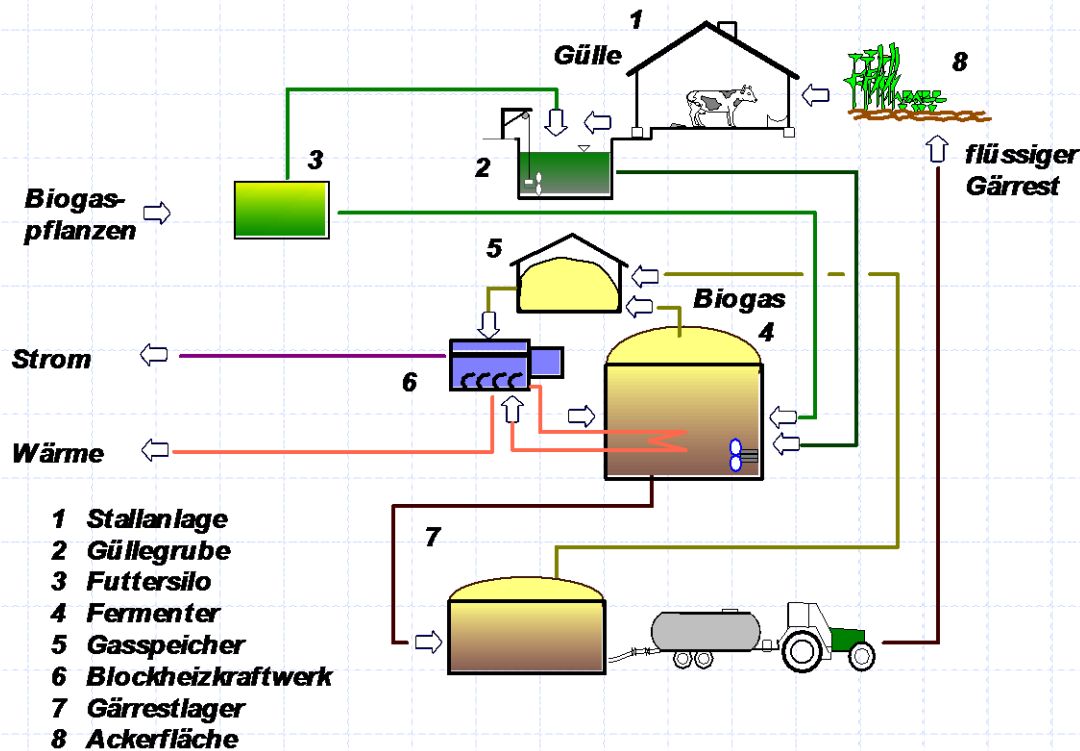 1
Gülle
8
3
2
flüssiger
Gärrest
Biogas-
pflanzen
5
Biogas
4
Strom
6
Wärme
7
1 Stallanlage
2 Güllegrube
3 Futtersilo
4 Fermenter
5 Gasspeicher
6 Blockheizkraftwerk
7 Gärrestlager
8 Ackerfläche